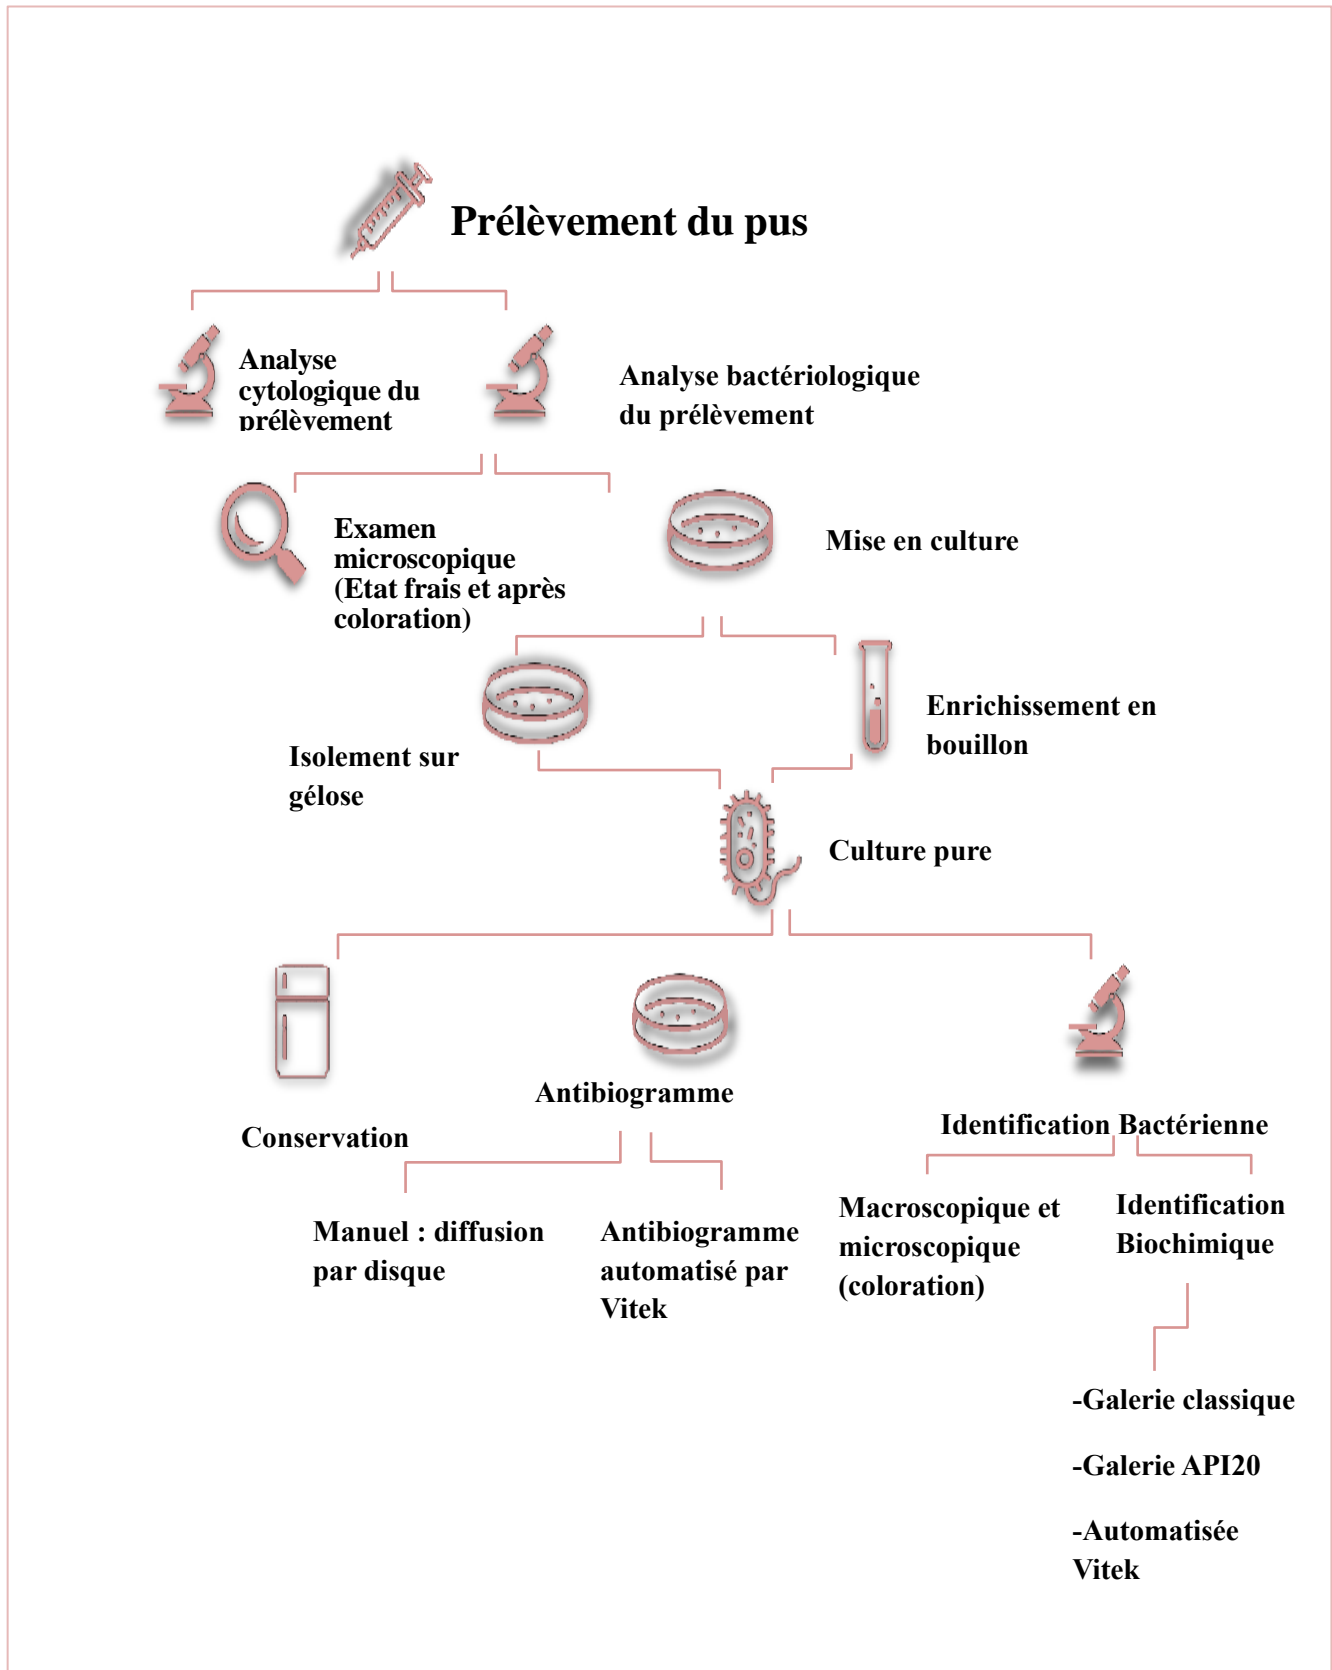 Prélèvement du pus
Analyse
cytologique du
prélèvement
Analyse bactériologique
du prélèvement
Examen
microscopique
(Etat frais et après
coloration)
Mise en culture
Isolement sur
gélose
Enrichissement en
bouillon
Culture pure
Conservation
Antibiogramme
Identification Bactérienne
Manuel : diffusion
par disque
Antibiogramme
automatisé par
Vitek
Macroscopique et
microscopique
(coloration)
Identification
Biochimique
-Galerie classique
-Galerie API20
-Automatisée
Vitek